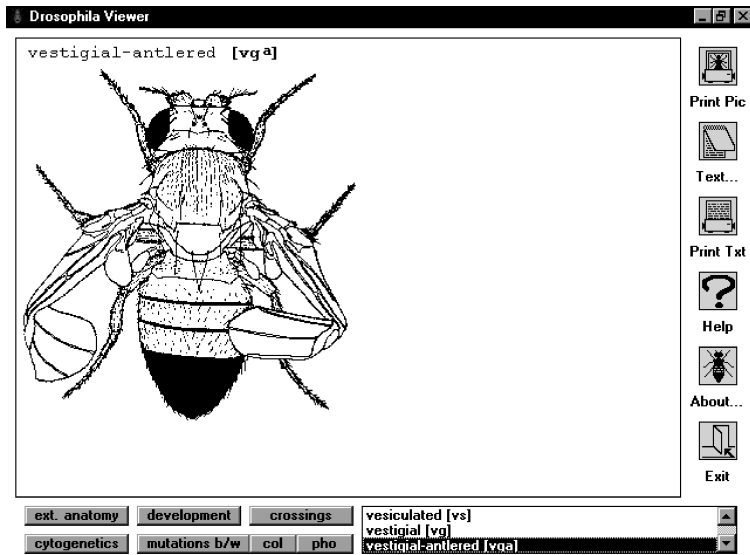 Drosophila Viewer
vestigial-antlered [vga]
Print Pic
Text...
Print Txt
Help
About...
Exit
ext. anatomy development crossings
cytogenetics mutations b/w col pho
vesiculated [vs]
vestigial [vg]
vestigial-antlered [vga]